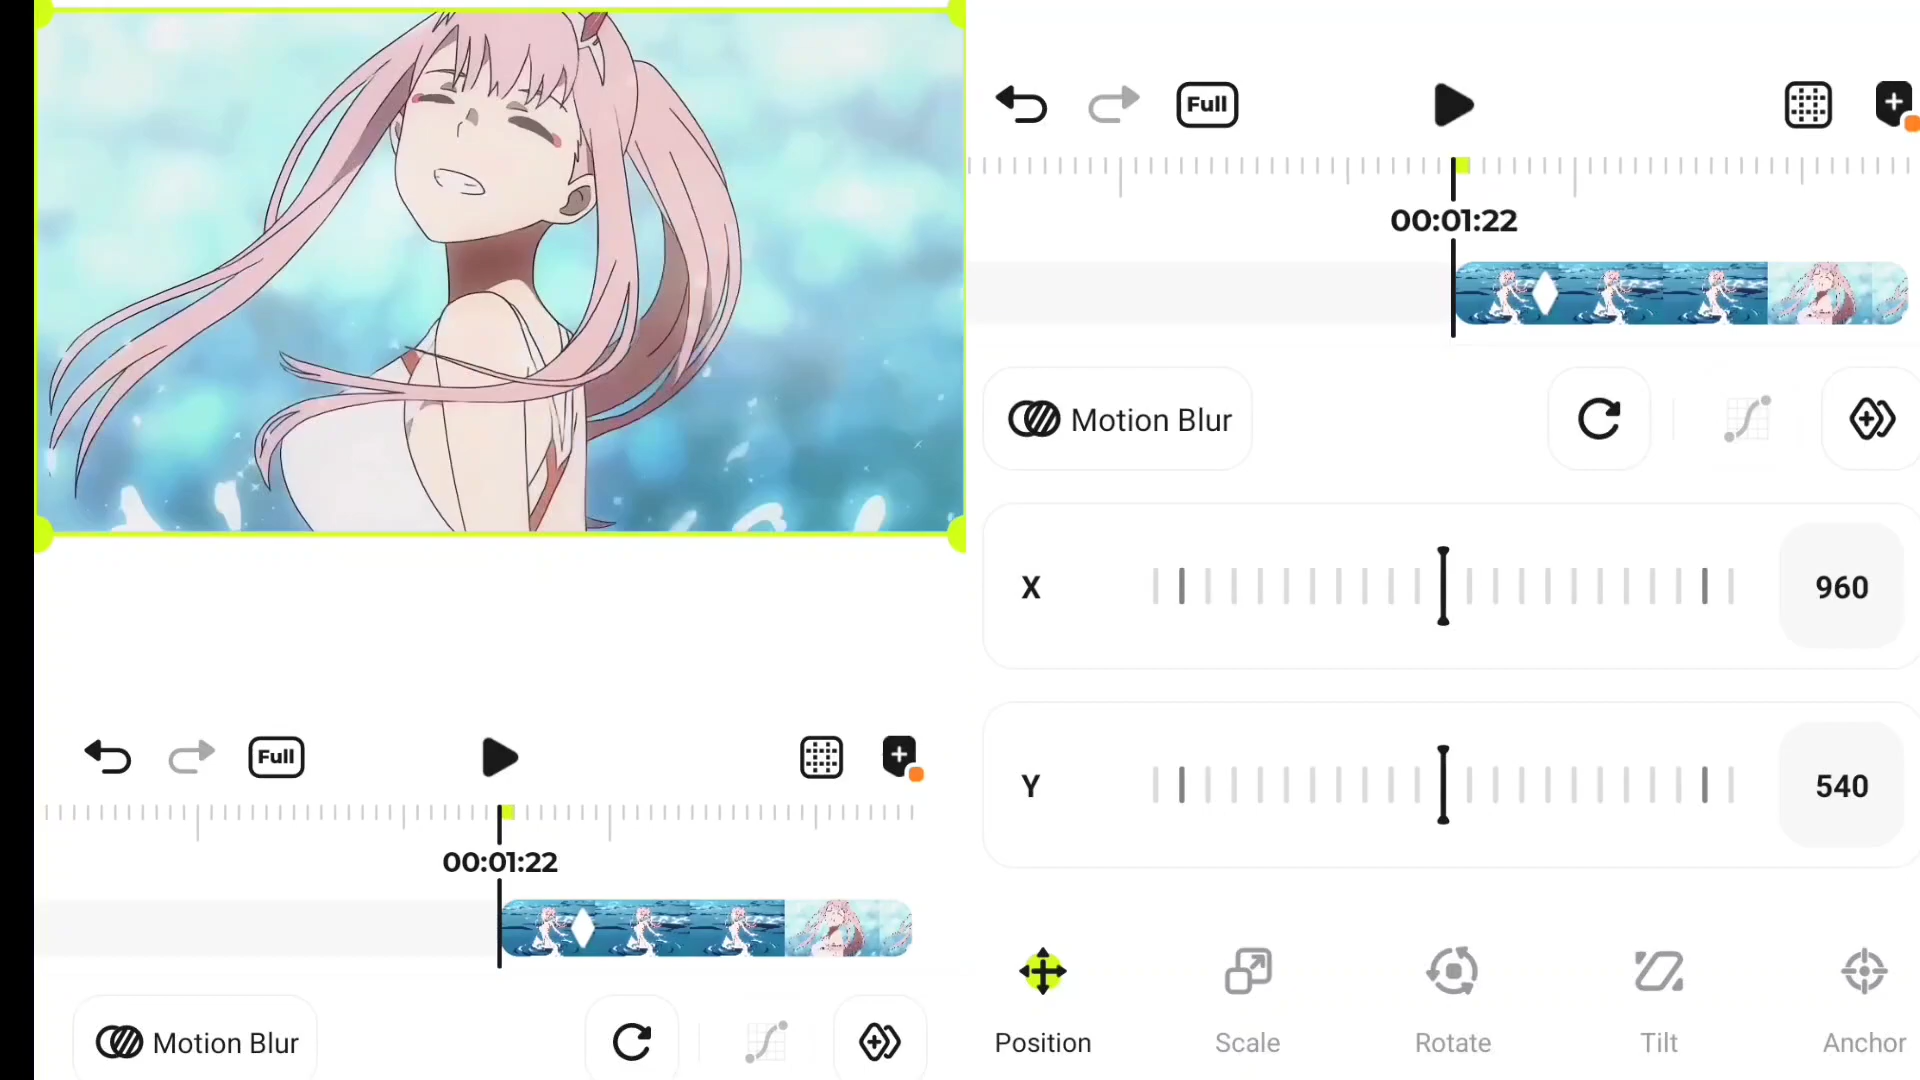 Full
00:01:22
Motion Blur
Full
00:01:22
Motion Blur
X
960
Y
540
Position
Scale
Rotate
Tilt
Anchor